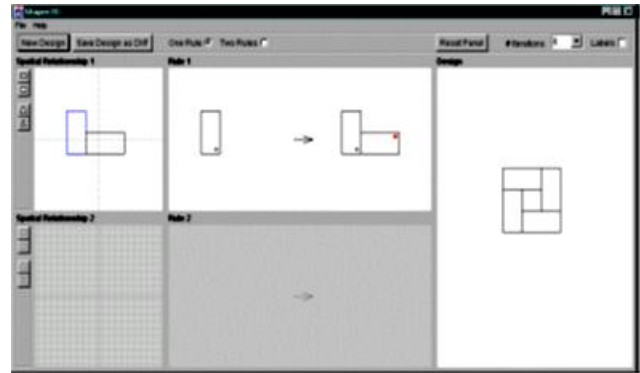 Shaper2D
File Help
New Design Save Design as DXF One Rule Two Rules Reset Panel # Iterations Labels
Spatial Relationship 1 Rule 1 Design
Spatial Relationship 2 Rule 2